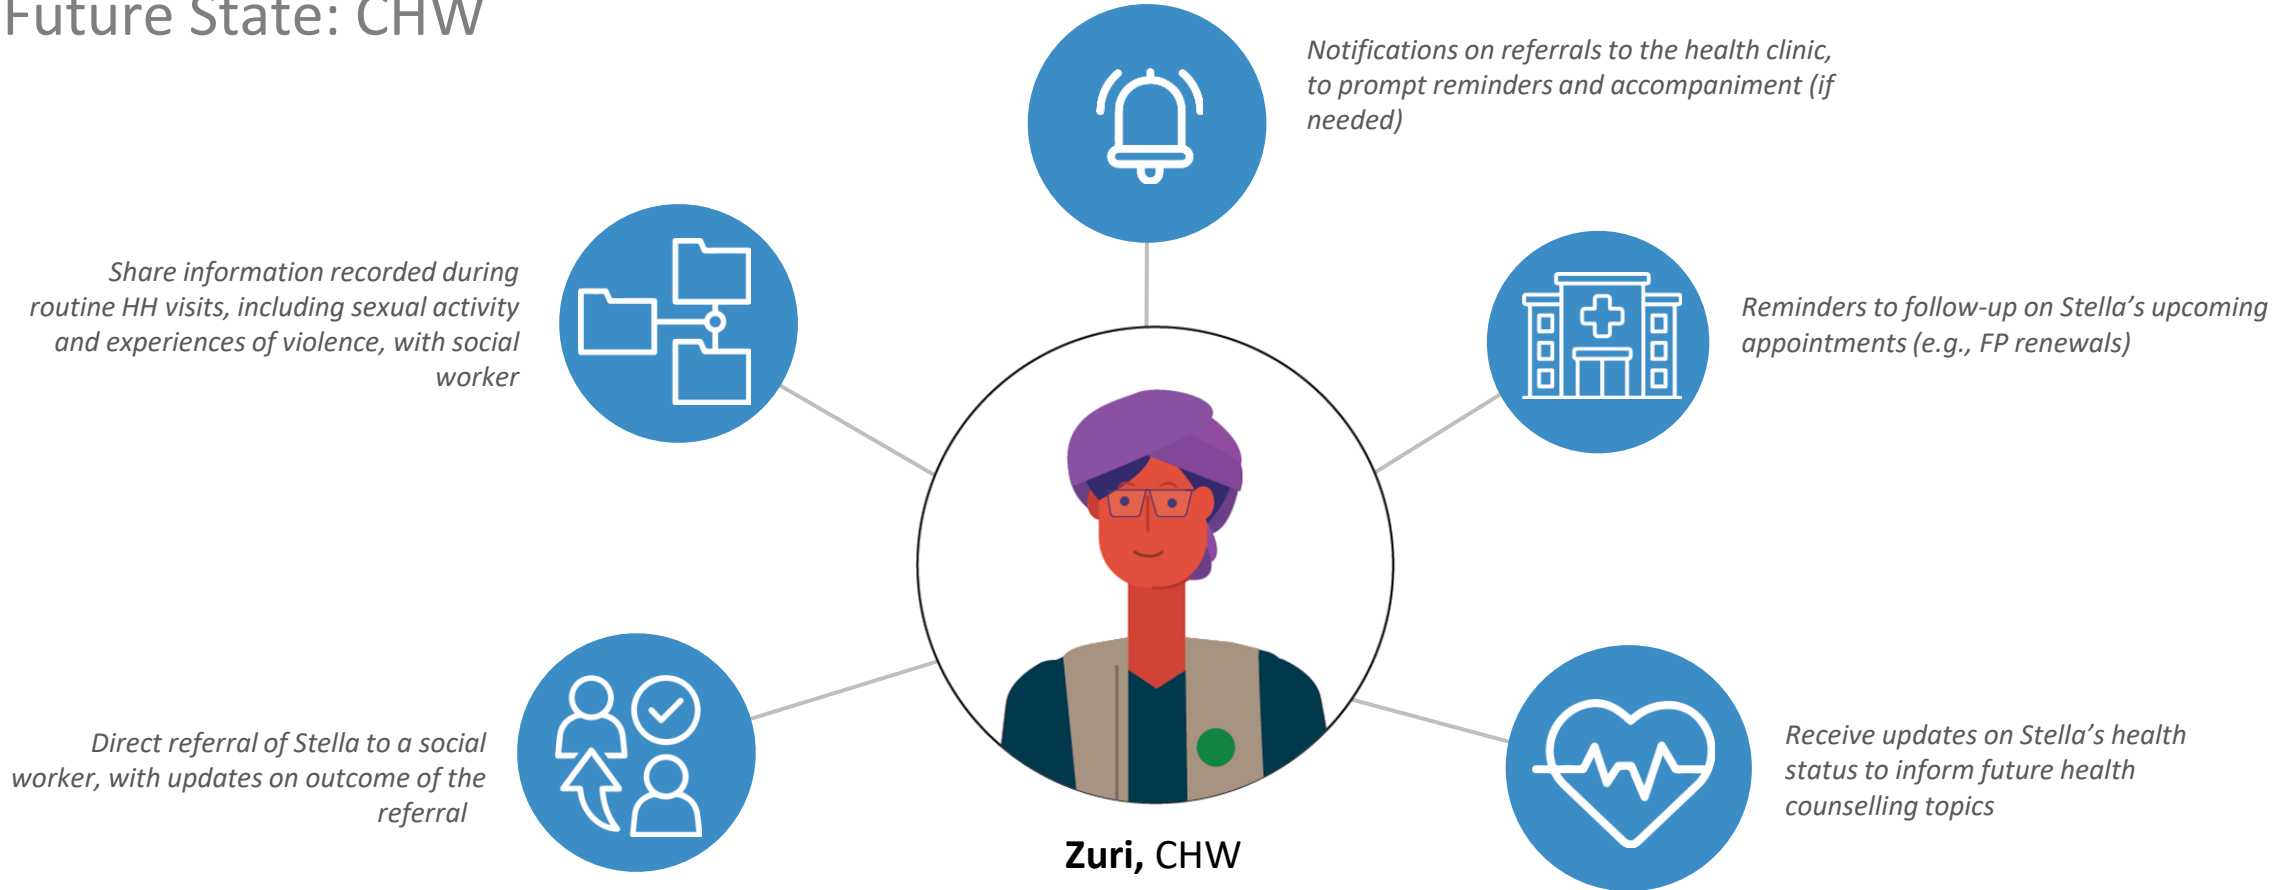 Future State: CHW
Notifications on referrals to the health clinic,
to prompt reminders and accompaniment (if
needed)
Share information recorded during
routine HH visits, including sexual activity
and experiences of violence, with social
worker
Reminders to follow-up on Stella’s upcoming
appointments (e.g., FP renewals)
Direct referral of Stella to a social
worker, with updates on outcome of the
referral
Receive updates on Stella’s health
status to inform future health
counselling topics
Zuri, CHW